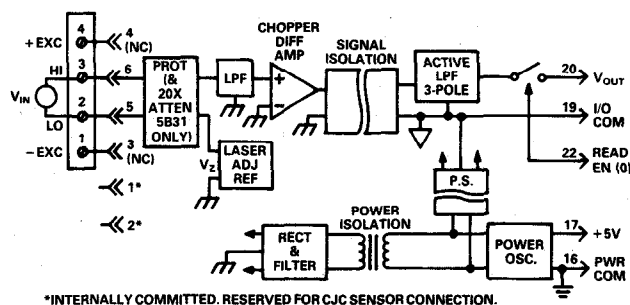 CHOPPER
DIFF
AMP
SIGNAL
ISOLATION
4
+EXC
4
(NC)
3
HI
6
PROT
(&
20X
ATTEN
5B31
ONLY)
LPF
+
−
ACTIVE
LPF
3-POLE
20
VOUT
VIN
2
LO
5
19
I/O
COM
1
−EXC
3
(NC)
VZ
LASER
ADJ
REF
22
READ
EN (0)
1*
2*
P.S.
POWER
ISOLATION
RECT
&
FILTER
POWER
OSC.
17
+5V
16
PWR
COM
*INTERNALLY COMMITTED. RESERVED FOR CJC SENSOR CONNECTION.